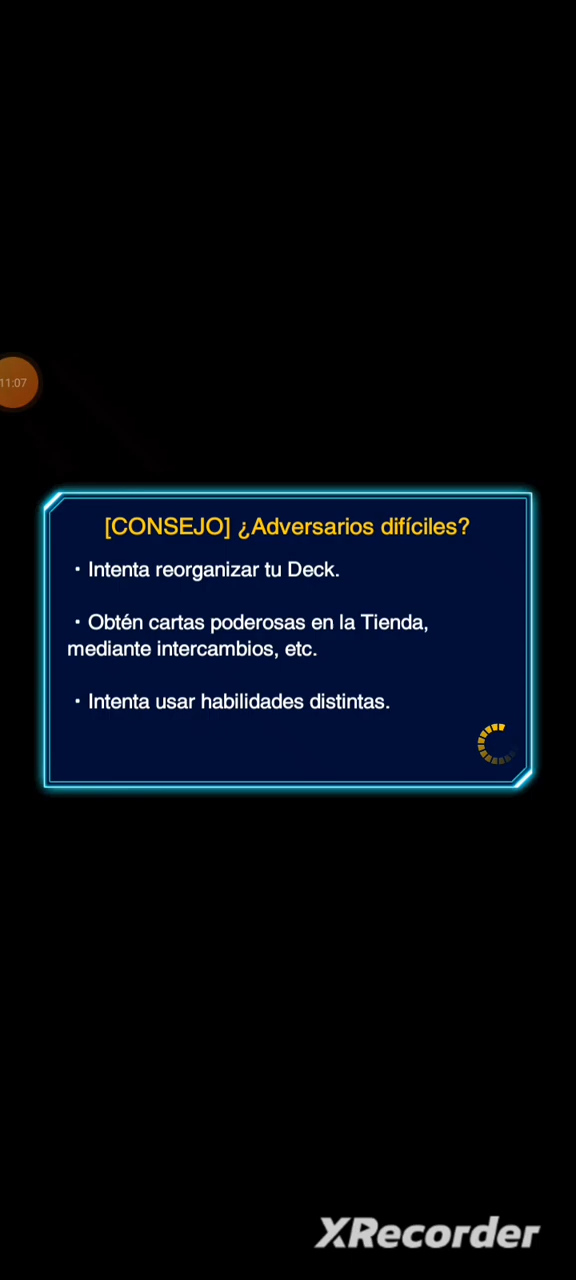 11:07
[CONSEJO] ¿Adversarios difíciles?
・Intenta reorganizar tu Deck.
・Obtén cartas poderosas en la Tienda,
mediante intercambios, etc.
・Intenta usar habilidades distintas.
XRecorder